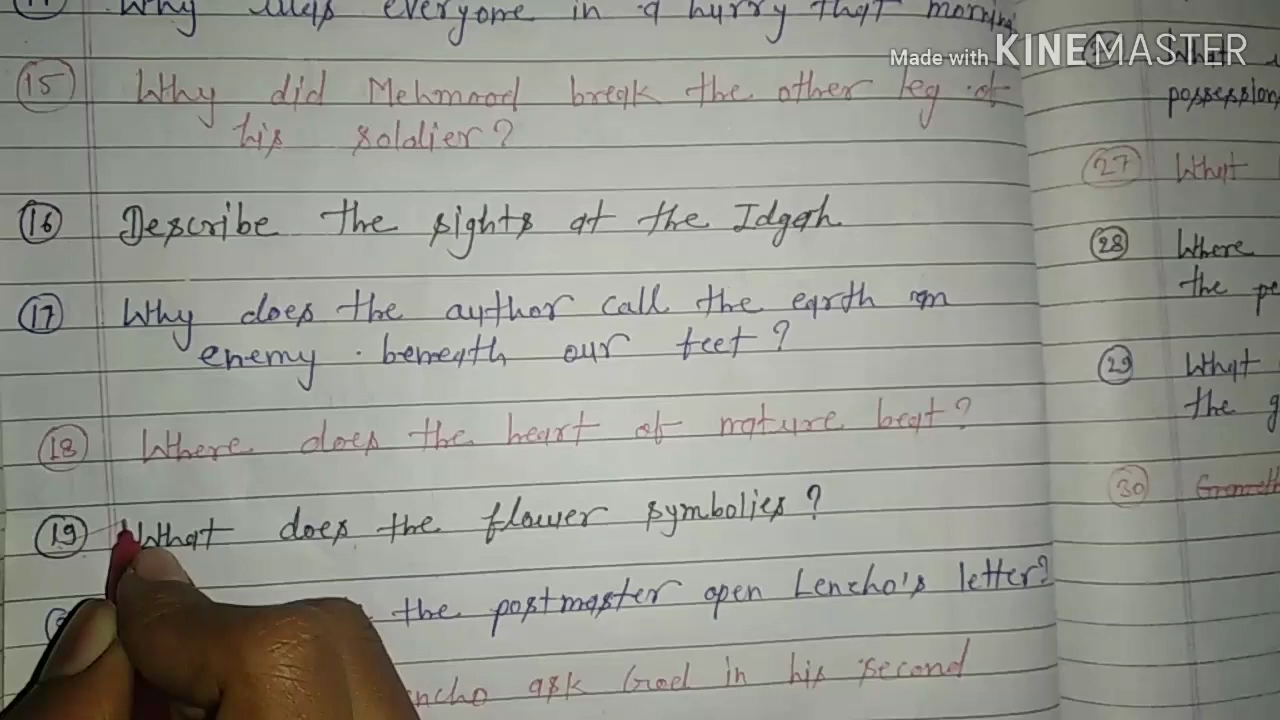 Why was everyone in a hurry that morning
Made with KINEMASTER
(15) Why did Mehmood break the other leg of
his soldier?
(16) Describe the sights at the Idgah
(17) Why does the author call the earth an
enemy beneath our feet?
(18) Where does the heart of nature beat?
(19) What does the flower symbolies?
the postmaster open Lencho's letter?
ncho ask God in his second
What
possession
(27) What
(28) Where
the pe
(29) What
the g
(30)